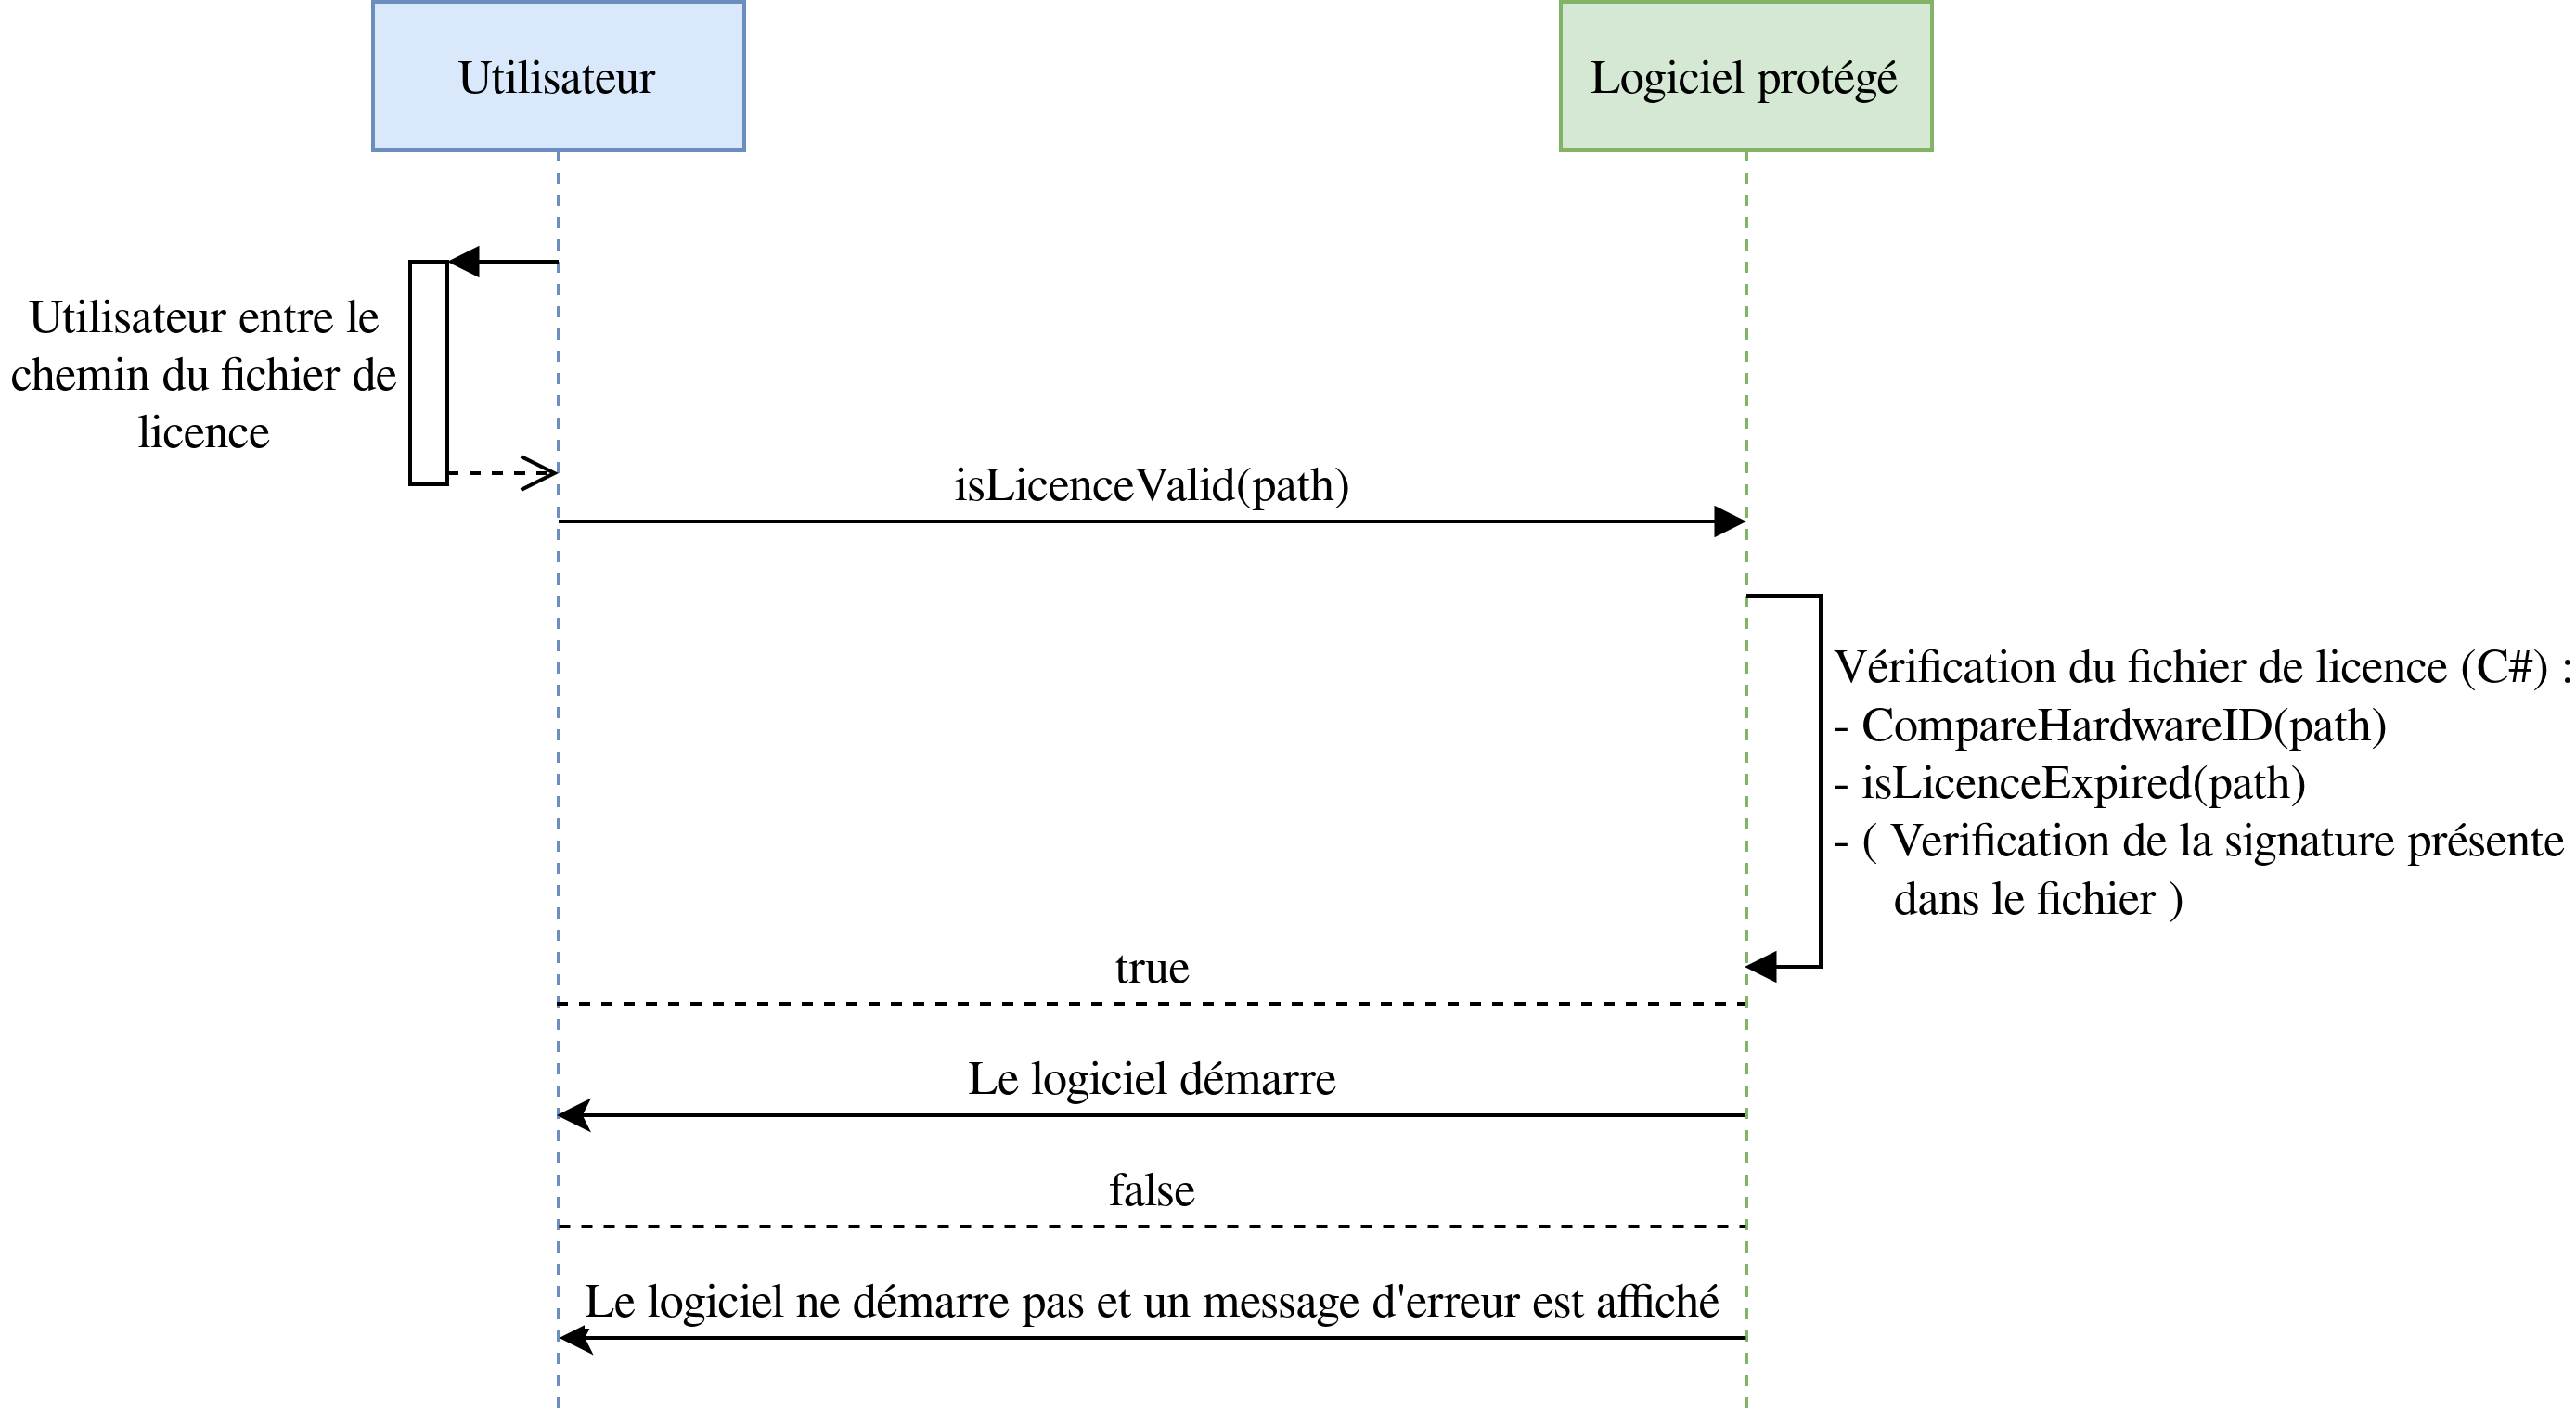 Utilisateur
Logiciel protégé
Utilisateur entre le
chemin du fichier de
licence
isLicenceValid(path)
Vérification du fichier de licence (C#) :
- CompareHardwareID(path)
- isLicenceExpired(path)
- ( Verification de la signature présente
dans le fichier )
true
Le logiciel démarre
false
Le logiciel ne démarre pas et un message d'erreur est affiché